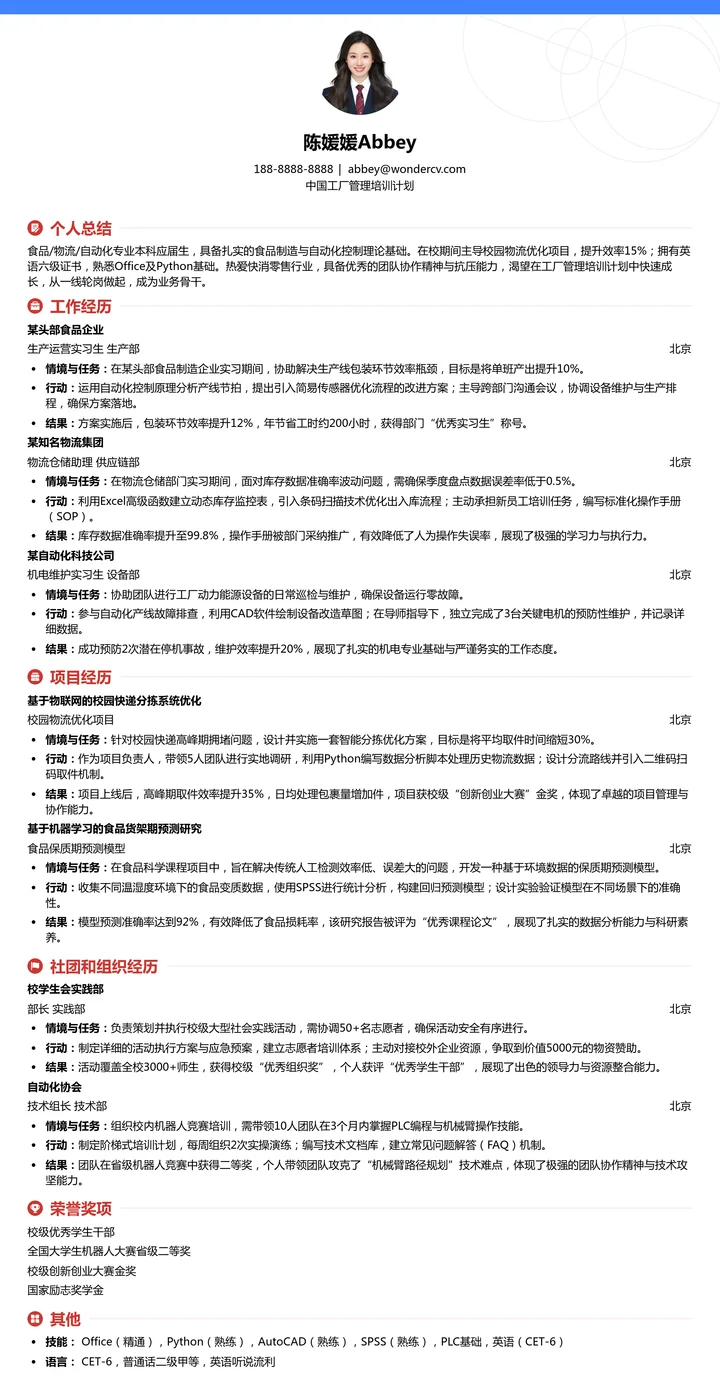 陈媛媛Abbey
188-8888-8888 | abbey@wondercv.com
中国工厂管理培训计划
个人总结
食品/物流/自动化专业本科应届生，具备扎实的食品制造与自动化控制理论基础。在校期间主导校园物流优化项目，提升效率15%；拥有英
语六级证书，熟悉Office及Python基础。热爱快消零售行业，具备优秀的团队协作精神与抗压能力，渴望在工厂管理培训计划中快速成
长，从一线轮岗做起，成为业务骨干。
工作经历
某头部食品企业
生产运营实习生 生产部 北京
• 情境与任务：在某头部食品制造企业实习期间，协助解决生产线包装环节效率瓶颈，目标是将单班产出提升10%。
• 行动：运用自动化控制原理分析产线节拍，提出引入简易传感器优化流程的改进方案；主导跨部门沟通会议，协调设备维护与生产排
程，确保方案落地。
• 结果：方案实施后，包装环节效率提升12%，年节省工时约200小时，获得部门“优秀实习生”称号。
某知名物流集团
物流仓储助理 供应链部 北京
• 情境与任务：在物流仓储部门实习期间，面对库存数据准确率波动问题，需确保季度盘点数据误差率低于0.5%。
• 行动：利用Excel高级函数建立动态库存监控表，引入条码扫描技术优化出入库流程；主动承担新员工培训任务，编写标准化操作手册
（SOP）。
• 结果：库存数据准确率提升至99.8%，操作手册被部门采纳推广，有效降低了人为操作失误率，展现了极强的学习力与执行力。
某自动化科技公司
机电维护实习生 设备部 北京
• 情境与任务：协助团队进行工厂动力能源设备的日常巡检与维护，确保设备运行零故障。
• 行动：参与自动化产线故障排查，利用CAD软件绘制设备改造草图；在导师指导下，独立完成了3台关键电机的预防性维护，并记录详
细数据。
• 结果：成功预防2次潜在停机事故，维护效率提升20%，展现了扎实的机电专业基础与严谨务实的工作态度。
项目经历
基于物联网的校园快递分拣系统优化
校园物流优化项目 北京
• 情境与任务：针对校园快递高峰期拥堵问题，设计并实施一套智能分拣优化方案，目标是将平均取件时间缩短30%。
• 行动：作为项目负责人，带领5人团队进行实地调研，利用Python编写数据分析脚本处理历史物流数据；设计分流路线并引入二维码扫
码取件机制。
• 结果：项目上线后，高峰期取件效率提升35%，日均处理包裹量增加件，项目获校级“创新创业大赛”金奖，体现了卓越的项目管理与
协作能力。
基于机器学习的食品货架期预测研究
食品保质期预测模型 北京
• 情境与任务：在食品科学课程项目中，旨在解决传统人工检测效率低、误差大的问题，开发一种基于环境数据的保质期预测模型。
• 行动：收集不同温湿度环境下的食品变质数据，使用SPSS进行统计分析，构建回归预测模型；设计实验验证模型在不同场景下的准确
性。
• 结果：模型预测准确率达到92%，有效降低了食品损耗率，该研究报告被评为“优秀课程论文”，展现了扎实的数据分析能力与科研素
养。
社团和组织经历
校学生会实践部
部长 实践部 北京
• 情境与任务：负责策划并执行校级大型社会实践活动，需协调50+名志愿者，确保活动安全有序进行。
• 行动：制定详细的活动执行方案与应急预案，建立志愿者培训体系；主动对接校外企业资源，争取到价值5000元的物资赞助。
• 结果：活动覆盖全校3000+师生，获得校级“优秀组织奖”，个人获评“优秀学生干部”，展现了出色的领导力与资源整合能力。
自动化协会
技术组长 技术部 北京
• 情境与任务：组织校内机器人竞赛培训，需带领10人团队在3个月内掌握PLC编程与机械臂操作技能。
• 行动：制定阶梯式培训计划，每周组织2次实操演练；编写技术文档库，建立常见问题解答（FAQ）机制。
• 结果：团队在省级机器人竞赛中获得二等奖，个人带领团队攻克了“机械臂路径规划”技术难点，体现了极强的团队协作精神与技术攻
坚能力。
荣誉奖项
校级优秀学生干部
全国大学生机器人大赛省级二等奖
校级创新创业大赛金奖
国家励志奖学金
其他
• 技能： Office（精通），Python（熟练），AutoCAD（熟练），SPSS（熟练），PLC基础，英语（CET-6）
• 语言： CET-6，普通话二级甲等，英语听说流利